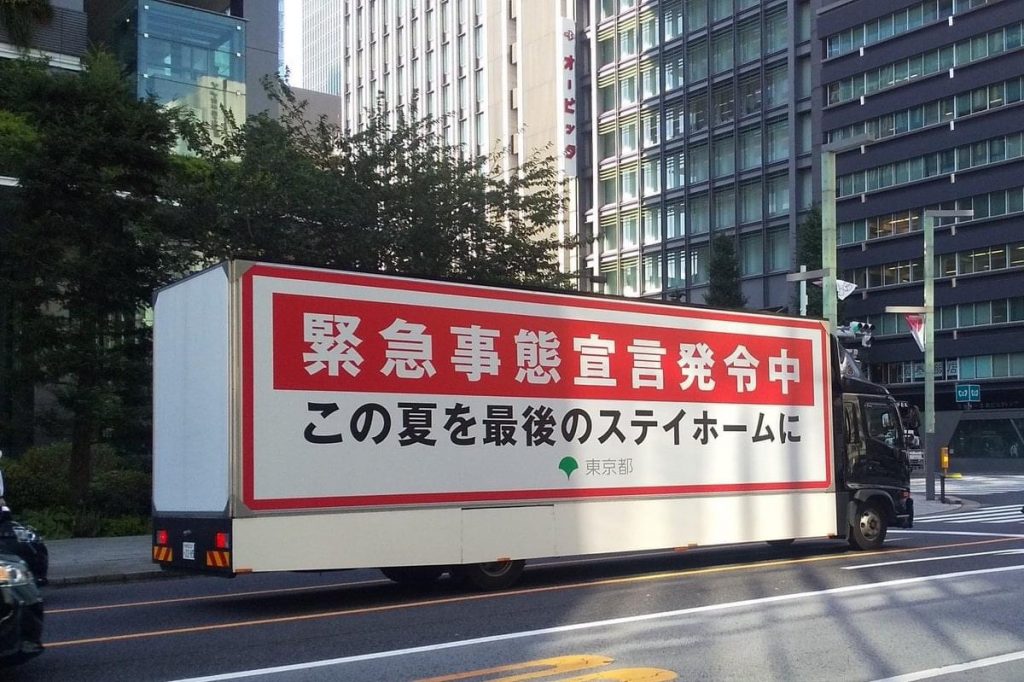 オービック
緊急事態宣言発令中
この夏を最後のステイホームに
東京都